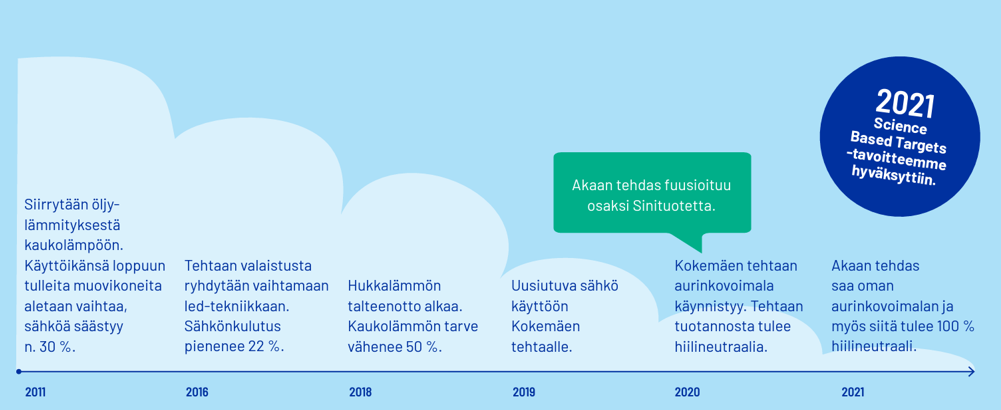 2021
Science
Based Targets
-tavoitteemme
hyväksyttiin.
Akaan tehdas fuusioituu
osaksi Sinituotetta.
Siirrytään öljy-
lämmityksestä
kaukolämpöön.
Käyttöikänsä loppuun
tulleita muovikoneita
aletaan vaihtaa,
sähköä säästyy
n. 30 %.
Tehtaan valaistusta
ryhdytään vaihtamaan
led-tekniikkaan.
Sähkönkulutus
pienenee 22 %.
Hukkalämmön
talteenotto alkaa.
Kaukolämmön tarve
vähenee 50 %.
Uusiutuva sähkö
käyttöön
Kokemäen
tehtaalle.
Kokemäen tehtaan
aurinkovoimala
käynnistyy. Tehtaan
tuotannosta tulee
hiilineutraalia.
Akaan tehdas
saa oman
aurinkovoimalan ja
myös siitä tulee 100 %
hiilineutraali.
2011
2016
2018
2019
2020
2021